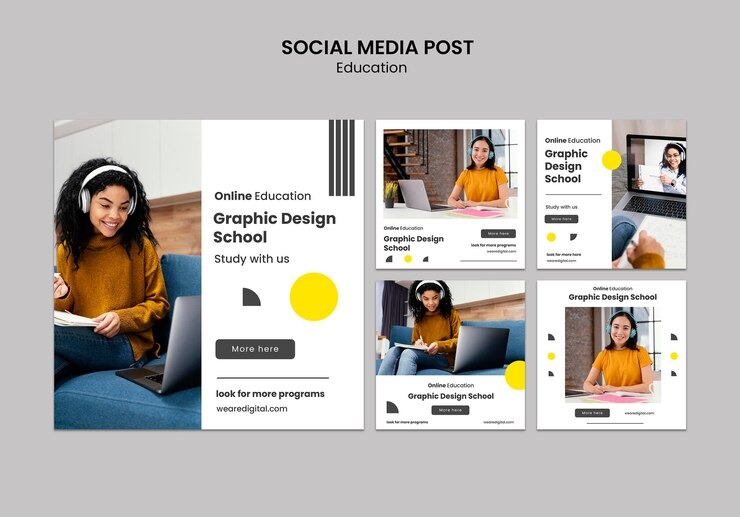 SOCIAL MEDIA POST
Education
Online Education
Graphic Design
School
Study with us
More here
look for more programs
wearedigital.com
Online Education
Graphic Design
School
More here
look for more programs
wearedigital.com
Online Education
Graphic
Design
School
Study with us
More here
look for more here
wearedigital.com
Online Education
Graphic Design School
More here
look for more programs
wearedigital.com
Online Education
Graphic Design School
More here
wearedigital.com